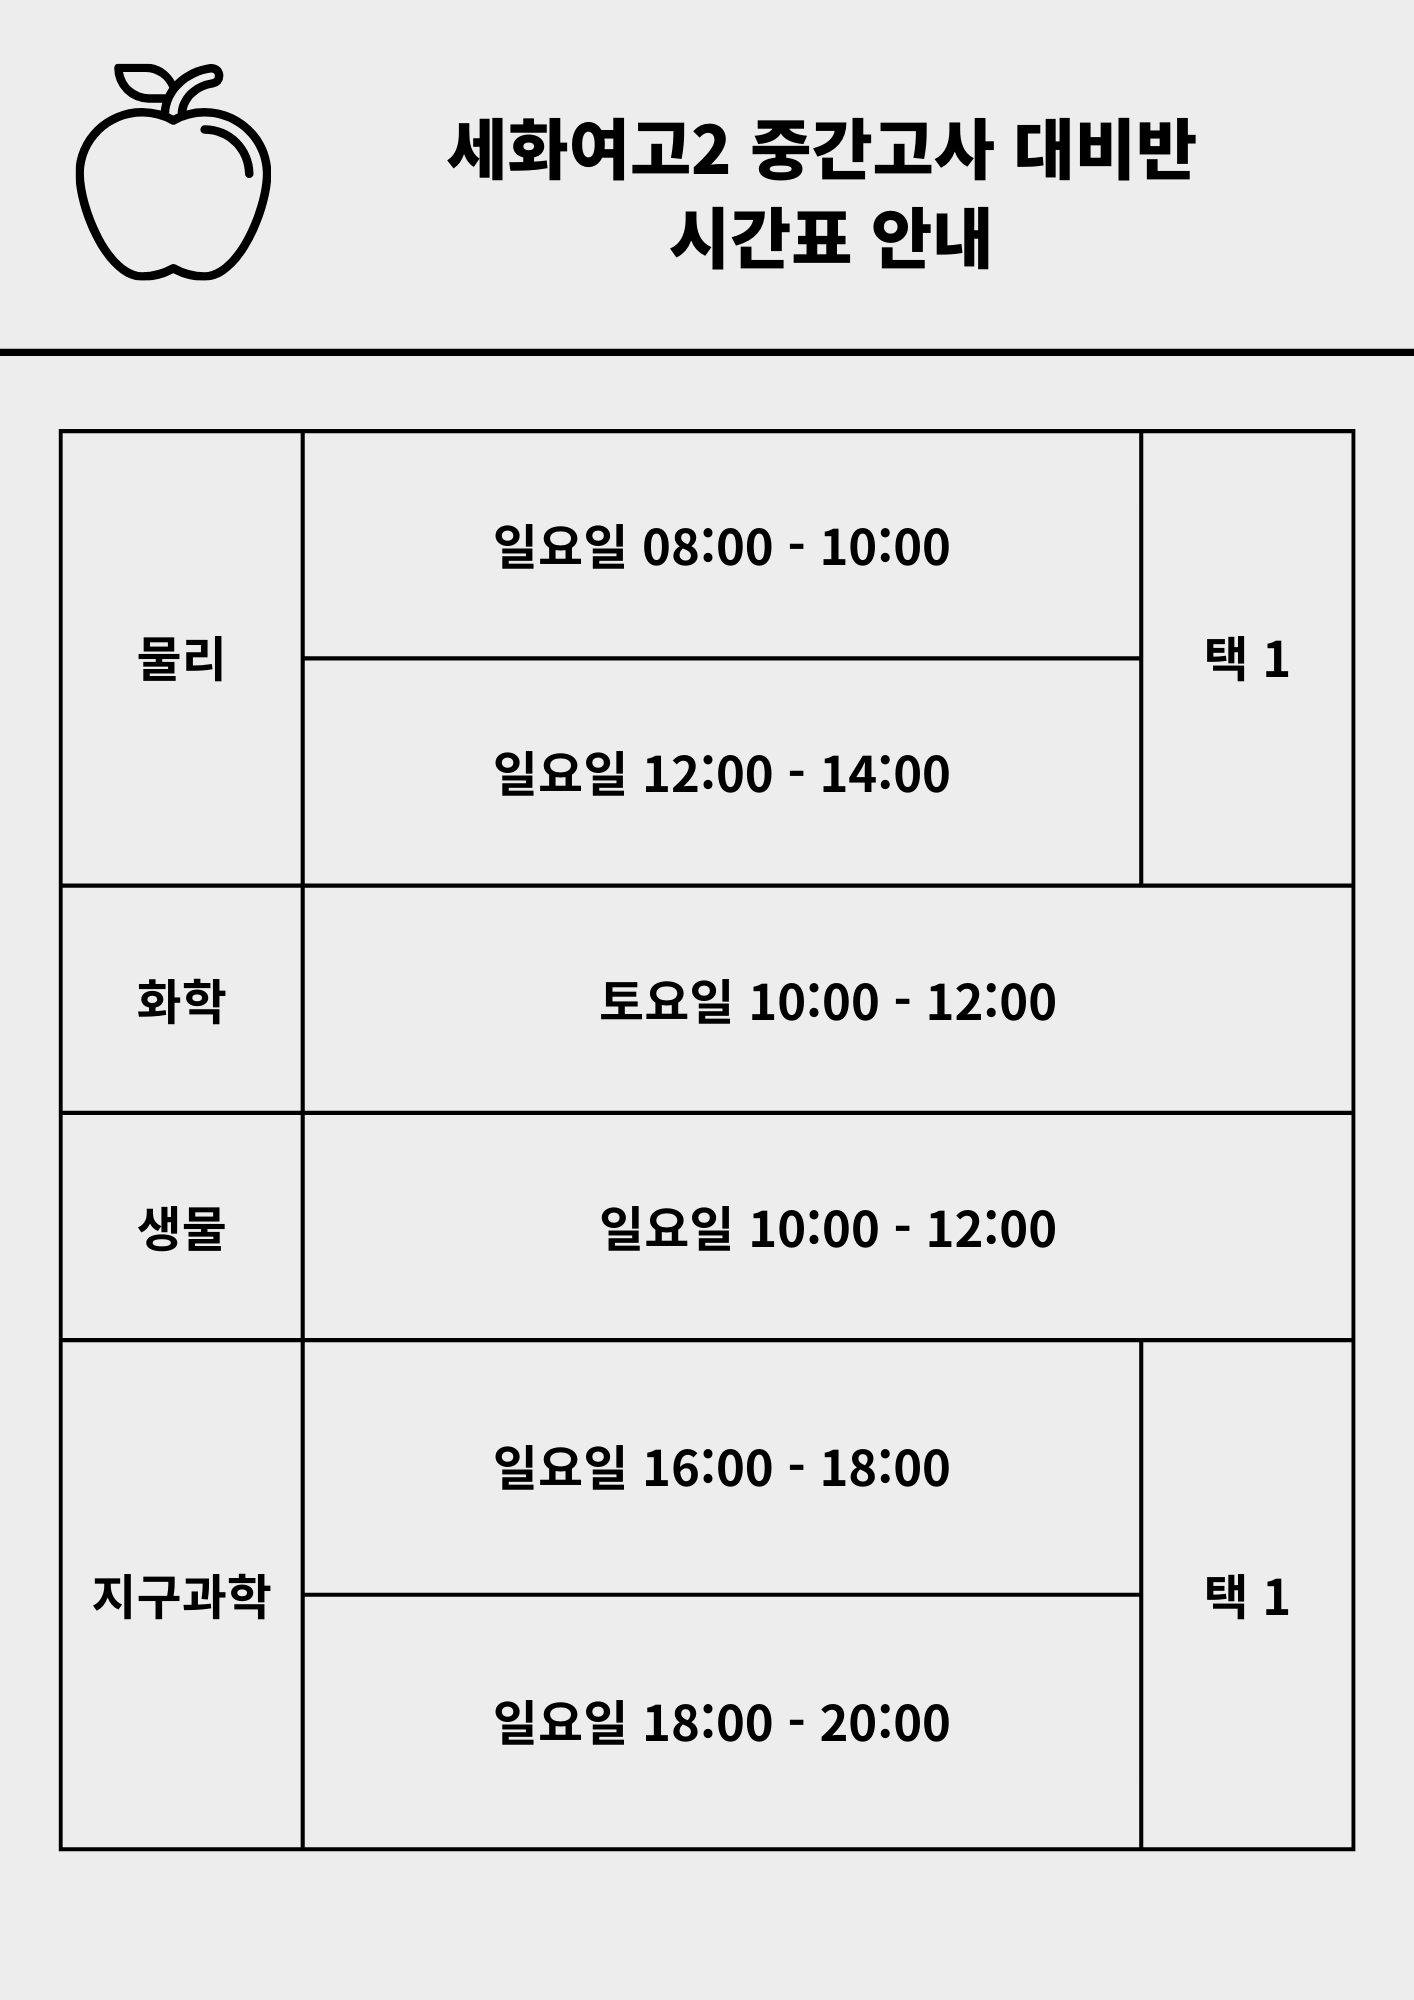 세화여고2 중간고사 대비반
시간표 안내
물리
일요일 08:00 - 10:00
일요일 12:00 - 14:00
택 1
화학
토요일 10:00 - 12:00
생물
일요일 10:00 - 12:00
지구과학
일요일 16:00 - 18:00
일요일 18:00 - 20:00
택 1